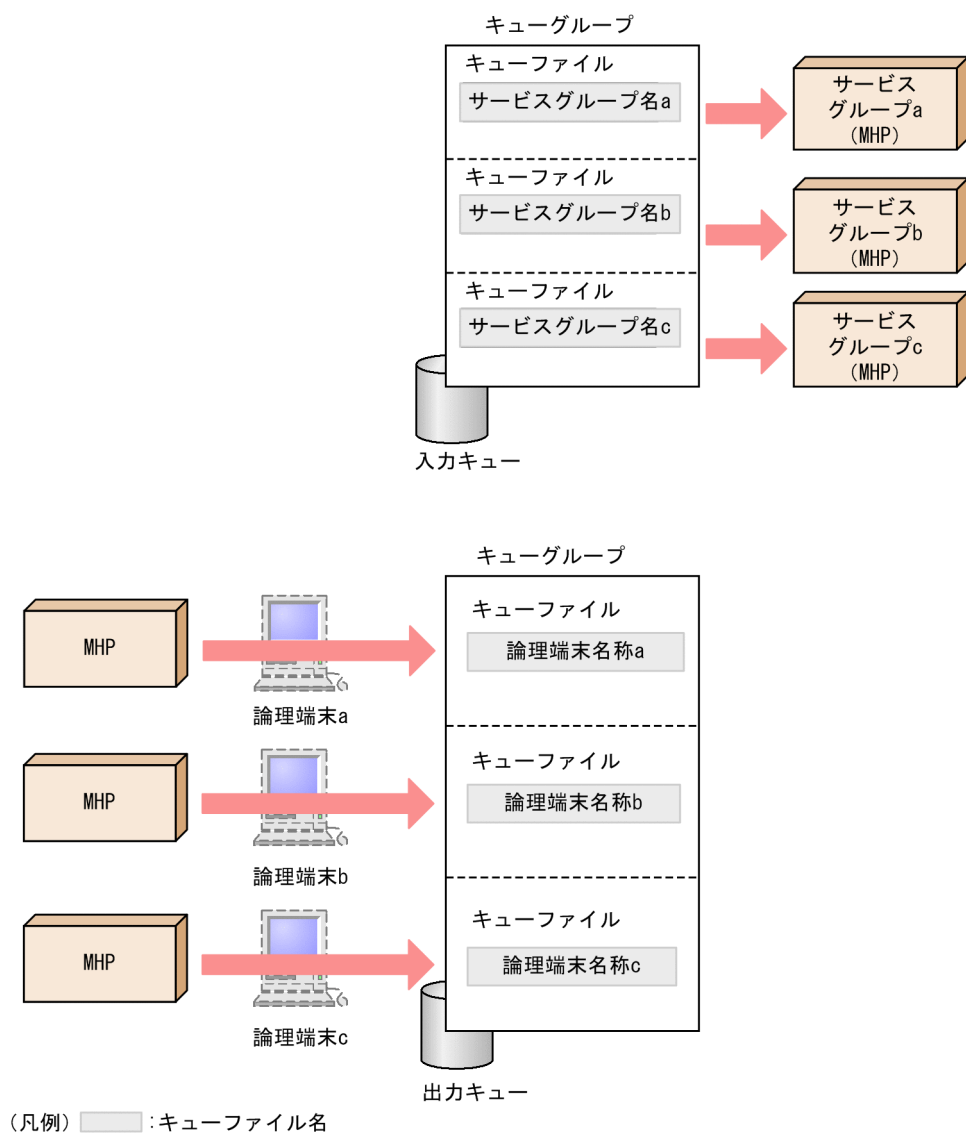 キューグループ
キューファイル
サービスグループ名a
サービス
グループa
(MHP)
キューファイル
サービスグループ名b
サービス
グループb
(MHP)
キューファイル
サービスグループ名c
サービス
グループc
(MHP)
入力キュー
キューグループ
MHP
論理端末a
キューファイル
論理端末名称a
MHP
論理端末b
キューファイル
論理端末名称b
MHP
論理端末c
キューファイル
論理端末名称c
出力キュー
(凡例) :キューファイル名